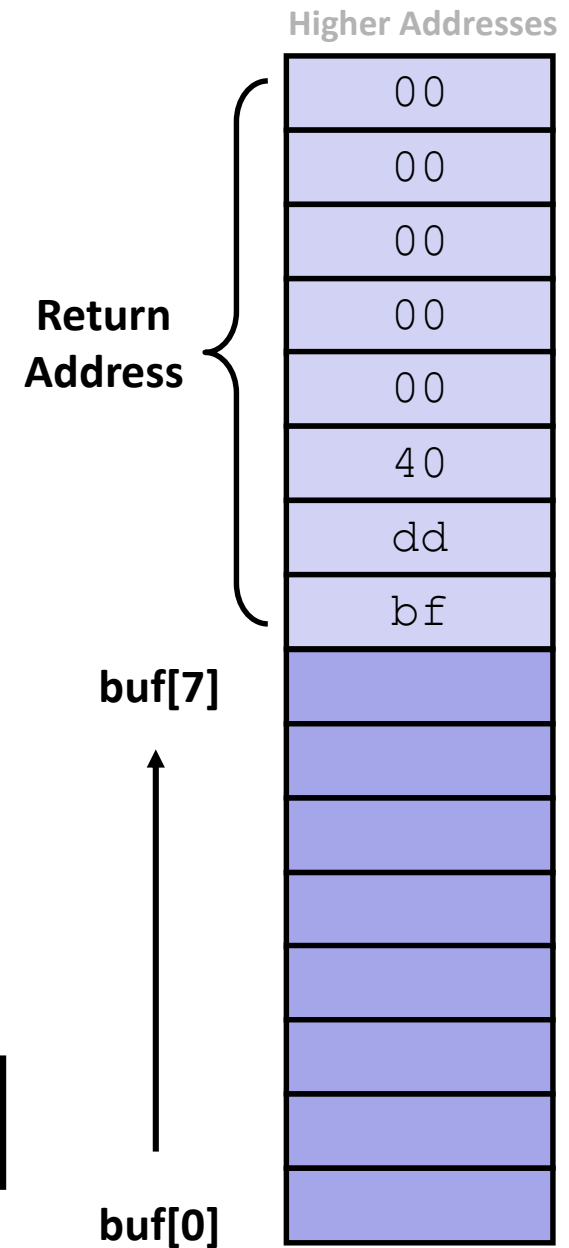 Higher Addresses
00
00
00
00
00
40
dd
bf
Return
Address
buf[7]
buf[0]